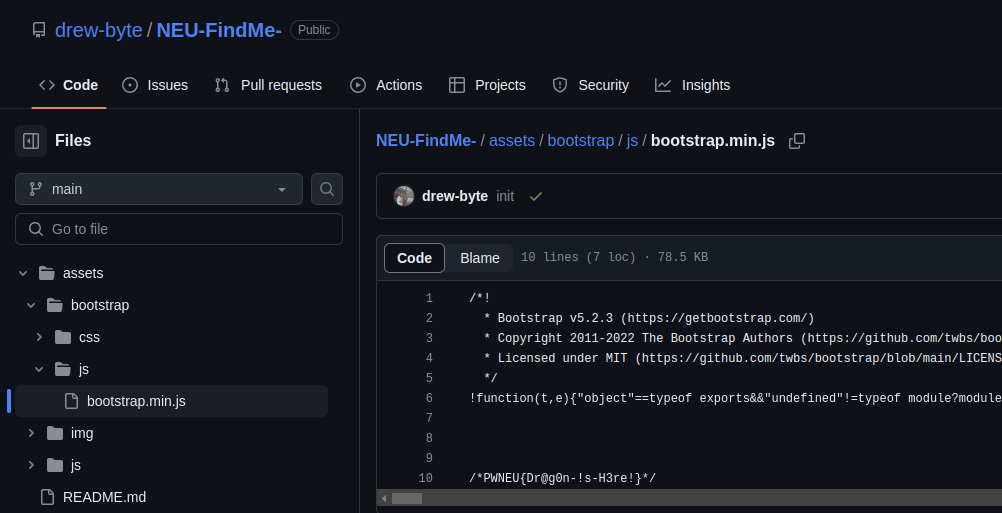 drew-byte / NEU-FindMe- Public
Code Issues Pull requests Actions Projects Security Insights
Files
main
Go to file
assets
bootstrap
css
js
bootstrap.min.js
img
js
README.md
NEU-FindMe- / assets / bootstrap / js / bootstrap.min.js
drew-byte init
Code Blame 10 lines (7 loc) · 78.5 KB
1 /*!
2 * Bootstrap v5.2.3 (https://getbootstrap.com/)
3 * Copyright 2011-2022 The Bootstrap Authors (https://github.com/twbs/boo
4 * Licensed under MIT (https://github.com/twbs/bootstrap/blob/main/LICENS
5 */
6 !function(t,e){"object"==typeof exports&&"undefined"!=typeof module?module
7
8
9
10 /*PWNEU{Dr@g0n-!s-H3re!}*/